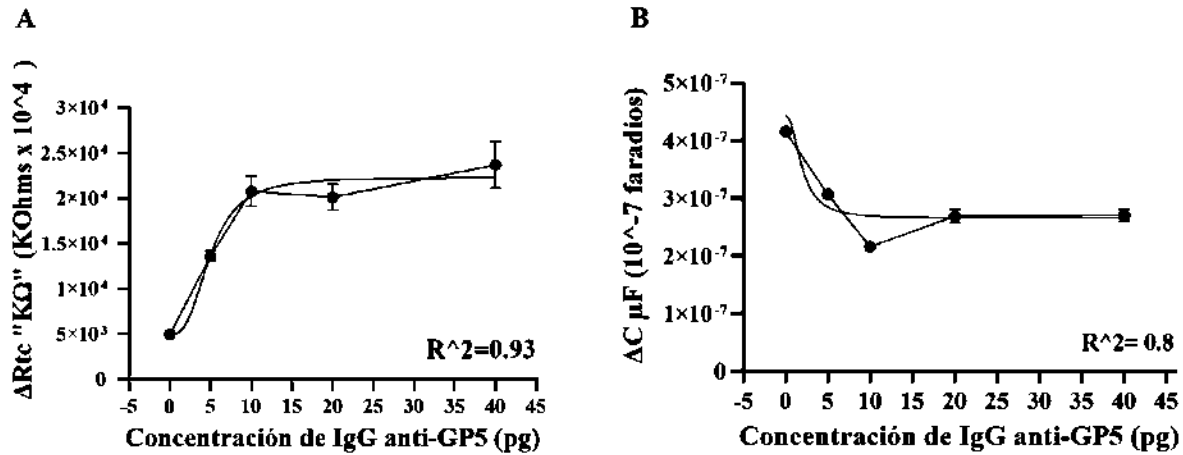 A
ΔRtc "KΩ" (KOhms x 10^4 )
3×10⁴
2.5×10⁴
2×10⁴
1.5×10⁴
1×10⁴
5×10³
0
-5 0 5 10 15 20 25 30 35 40 45
R^2=0.93
Concentración de IgG anti-GP5 (pg)
B
ΔC µF (10^-7 faradios)
5×10⁻⁷
4×10⁻⁷
3×10⁻⁷
2×10⁻⁷
1×10⁻⁷
0
-5 0 5 10 15 20 25 30 35 40 45
R^2= 0.8
Concentración de IgG anti-GP5 (pg)